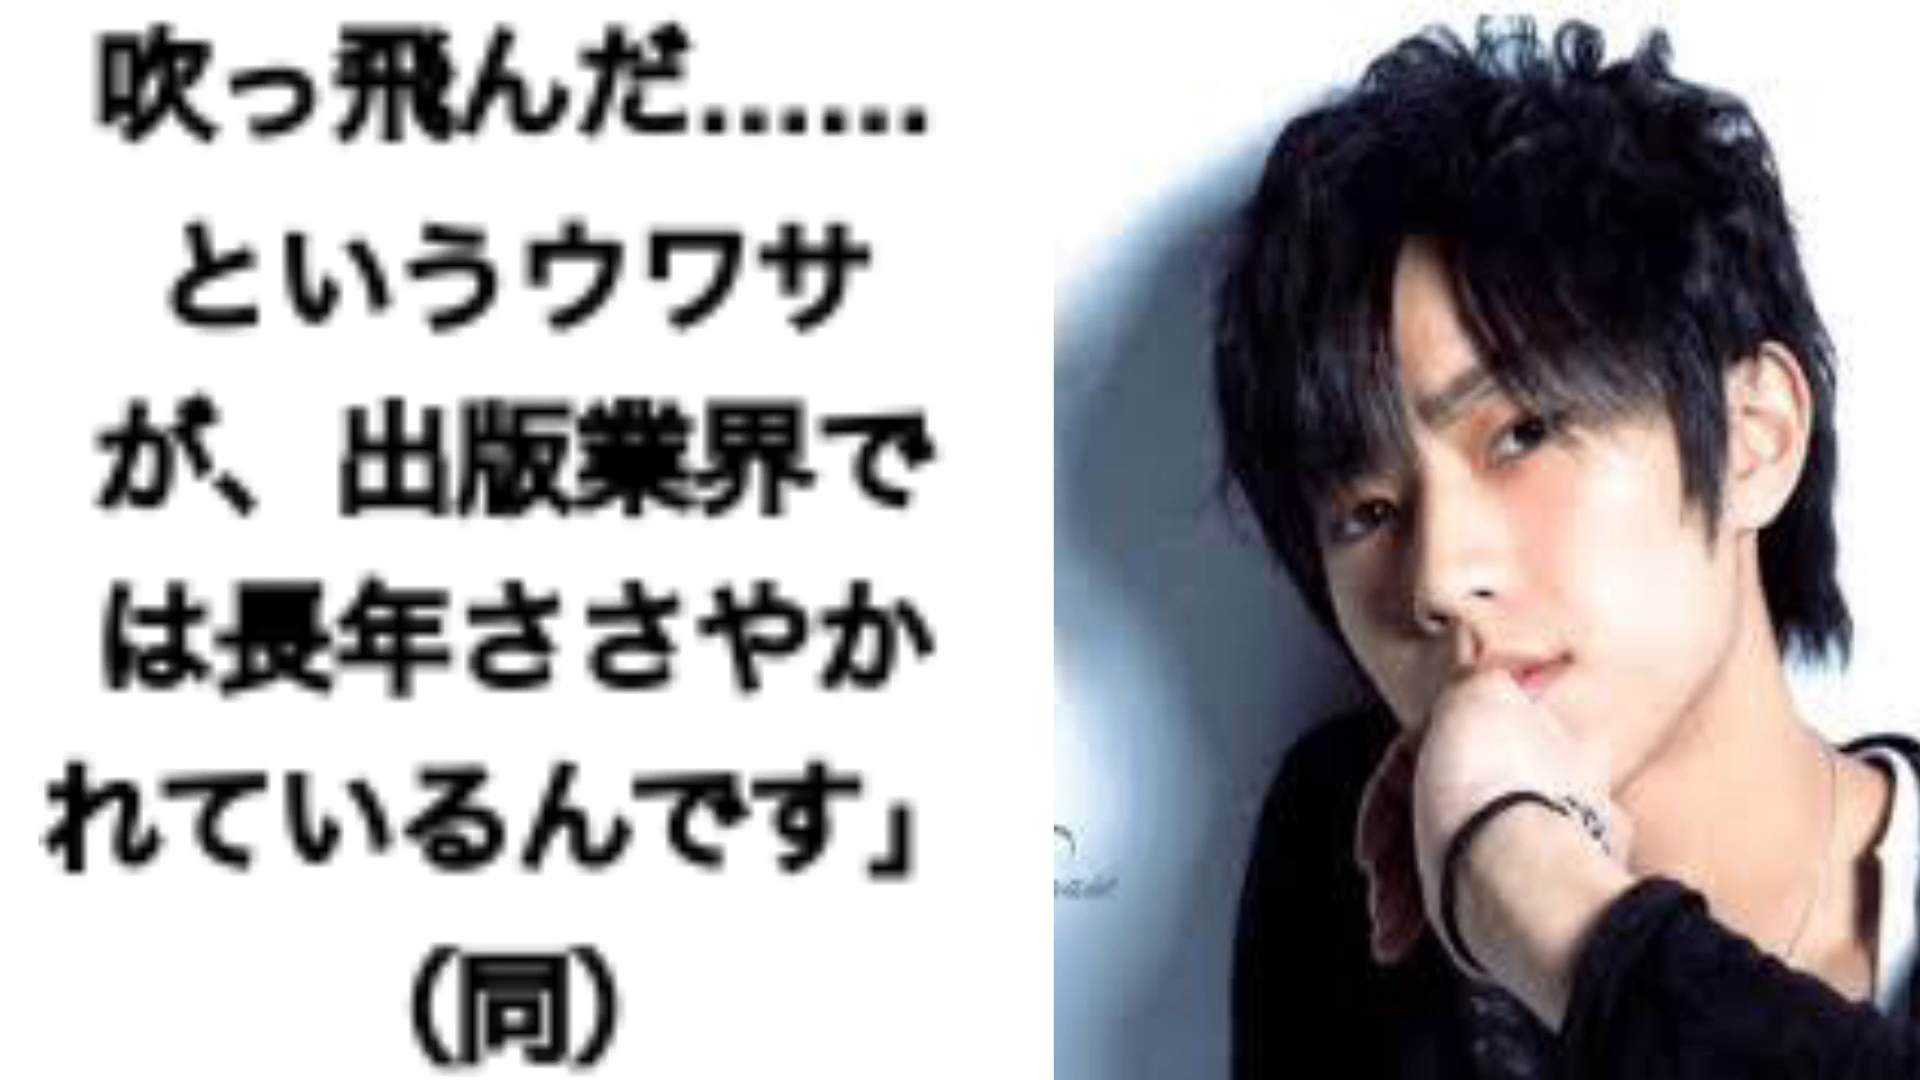 吹っ飛んだ……
というウワサ
が、出版業界で
は長年ささやか
れているんです」
（同）